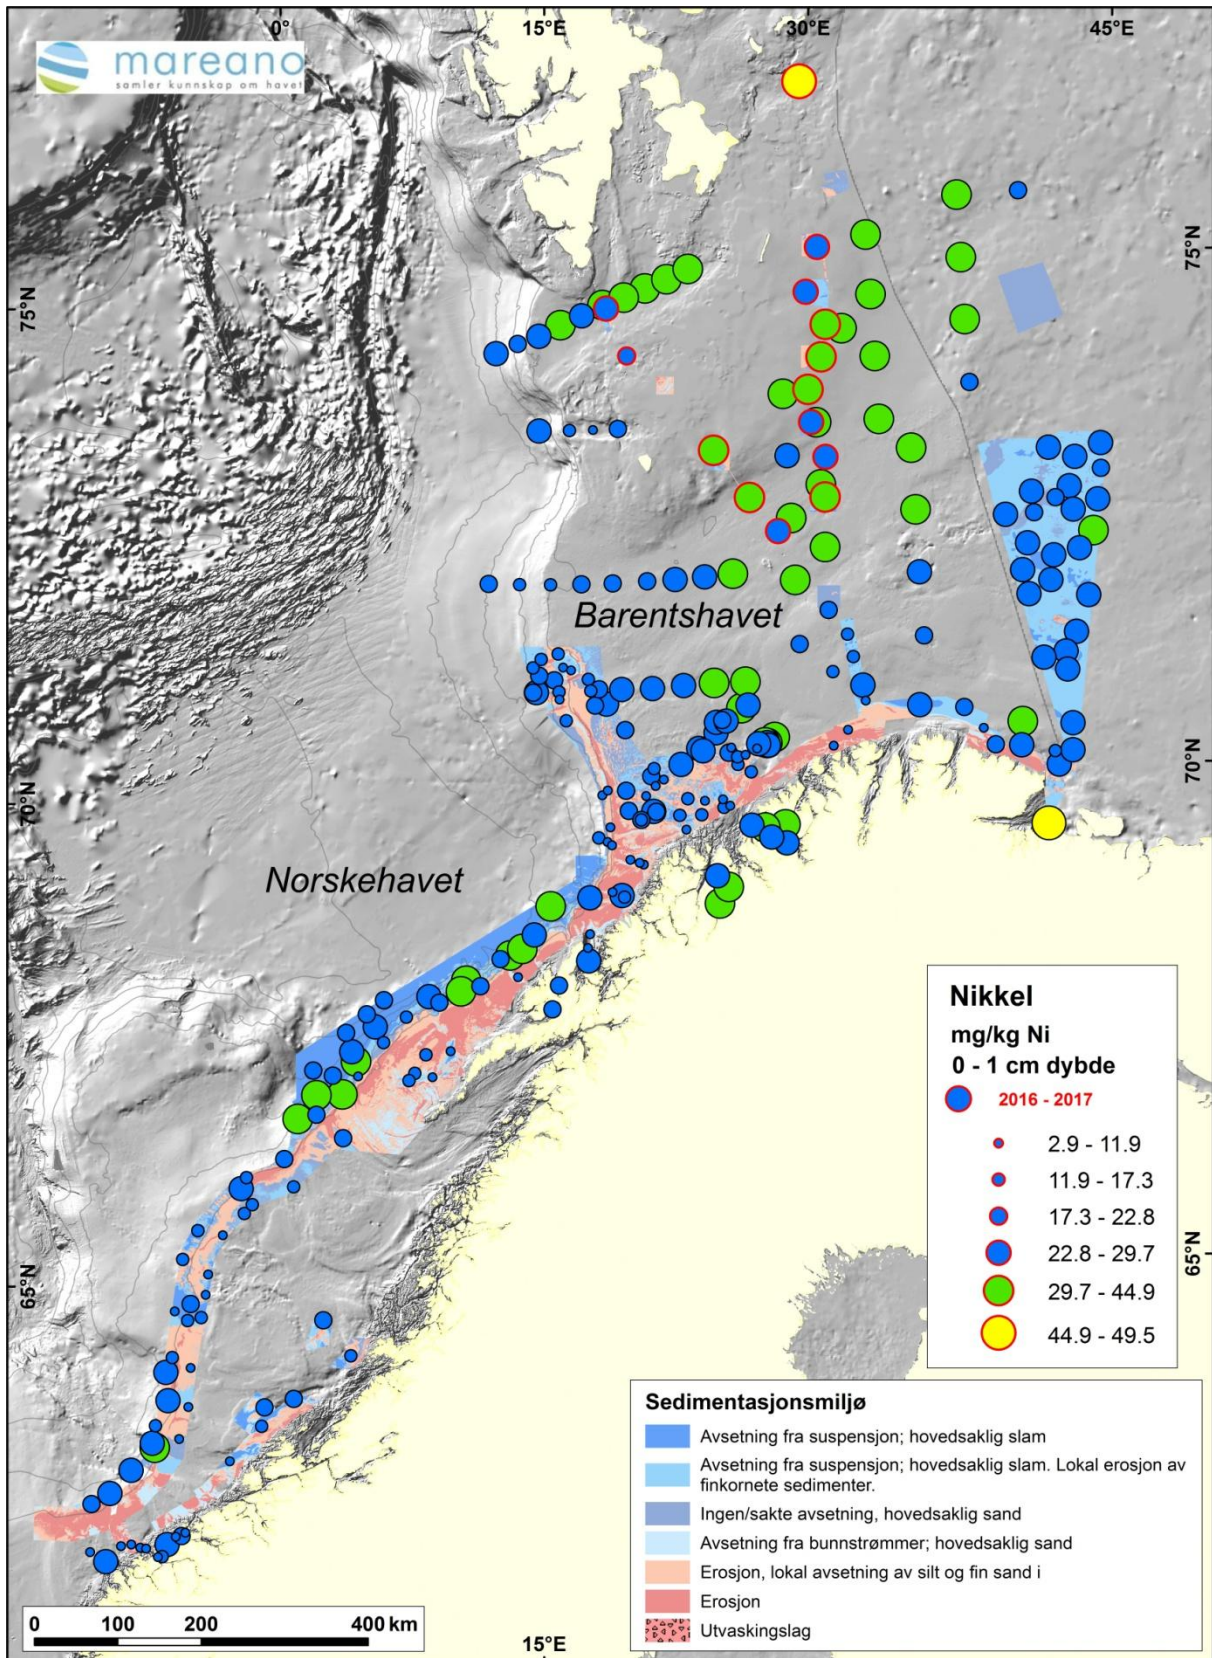 0°
15°E
30°E
45°E
mareano
samler kunnskap om havet
75°N
75°N
Barentshavet
70°N
70°N
Norskehavet
Nikkel
mg/kg Ni
0 - 1 cm dybde
2016 - 2017
2.9 - 11.9
11.9 - 17.3
17.3 - 22.8
22.8 - 29.7
29.7 - 44.9
44.9 - 49.5
65°N
65°N
Sedimentasjonsmiljø
Avsetning fra suspensjon; hovedsaklig slam
Avsetning fra suspensjon; hovedsaklig slam. Lokal erosjon av
finkornete sedimenter.
Ingen/sakte avsetning, hovedsaklig sand
Avsetning fra bunnstrømmer; hovedsaklig sand
Erosjon, lokal avsetning av silt og fin sand i
Erosjon
Utvaskingslag
0 100 200 400 km
15°E